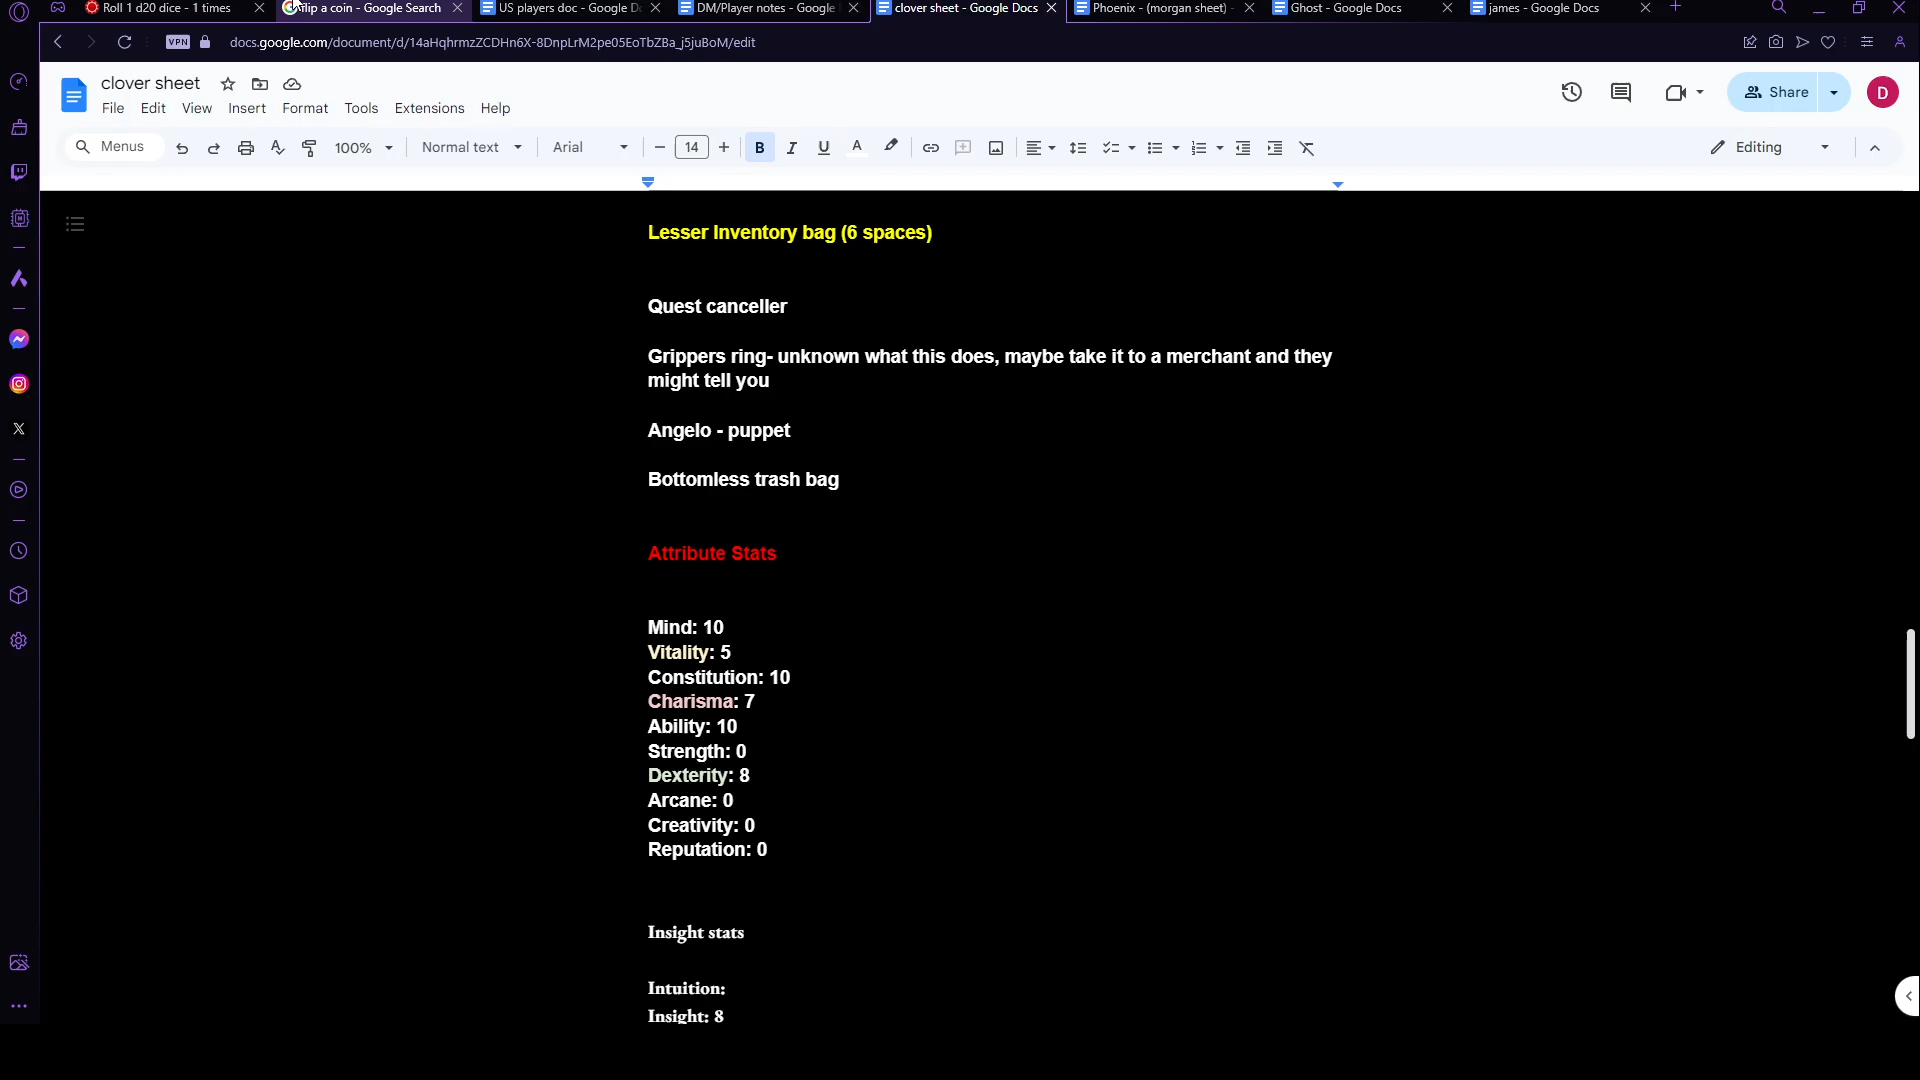 Roll 1 d20 dice - 1 times
flip a coin - Google Search
US players doc - Google D
DM/Player notes - Google
clover sheet - Google Docs
Phoenix - (morgan sheet) -
Ghost - Google Docs
james - Google Docs
VPN
docs.google.com/document/d/14aHqhrmzZCDHn6X-8DnpLrM2pe05EoTbZBa_j5juBoM/edit
clover sheet
File Edit View Insert Format Tools Extensions Help
Share
D
Menus
100%
Normal text
Arial
14
Editing
Lesser Inventory bag (6 spaces)
Quest canceller
Grippers ring- unknown what this does, maybe take it to a merchant and they
might tell you
Angelo - puppet
Bottomless trash bag
Attribute Stats
Mind: 10
Vitality: 5
Constitution: 10
Charisma: 7
Ability: 10
Strength: 0
Dexterity: 8
Arcane: 0
Creativity: 0
Reputation: 0
Insight stats
Intuition:
Insight: 8